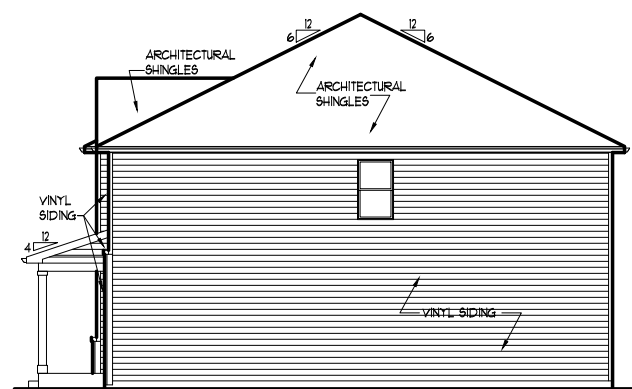 12
6
12
6
ARCHITECTURAL
SHINGLES
ARCHITECTURAL
SHINGLES
VINYL
SIDING
12
4
VINYL SIDING